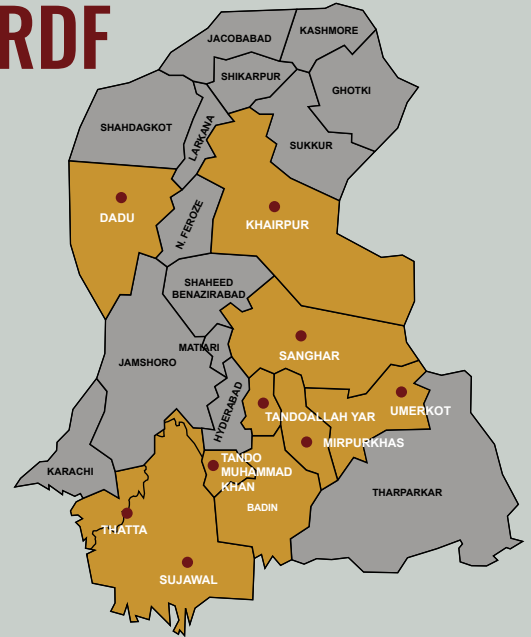 RDF
JACOBABAD
KASHMORE
SHIKARPUR
GHOTKI
SHAHDAGKOT
LARKANA
SUKKUR
DADU
N. FEROZE
KHAIRPUR
SHAHEED
BENAZIRABAD
MATIARI
JAMSHORO
SANGHAR
HYDERABAD
TANDOALLAH YAR
UMERKOT
MIRPURKHAS
KARACHI
TANDO
MUHAMMAD
KHAN
THARPARKAR
BADIN
THATTA
SUJAWAL